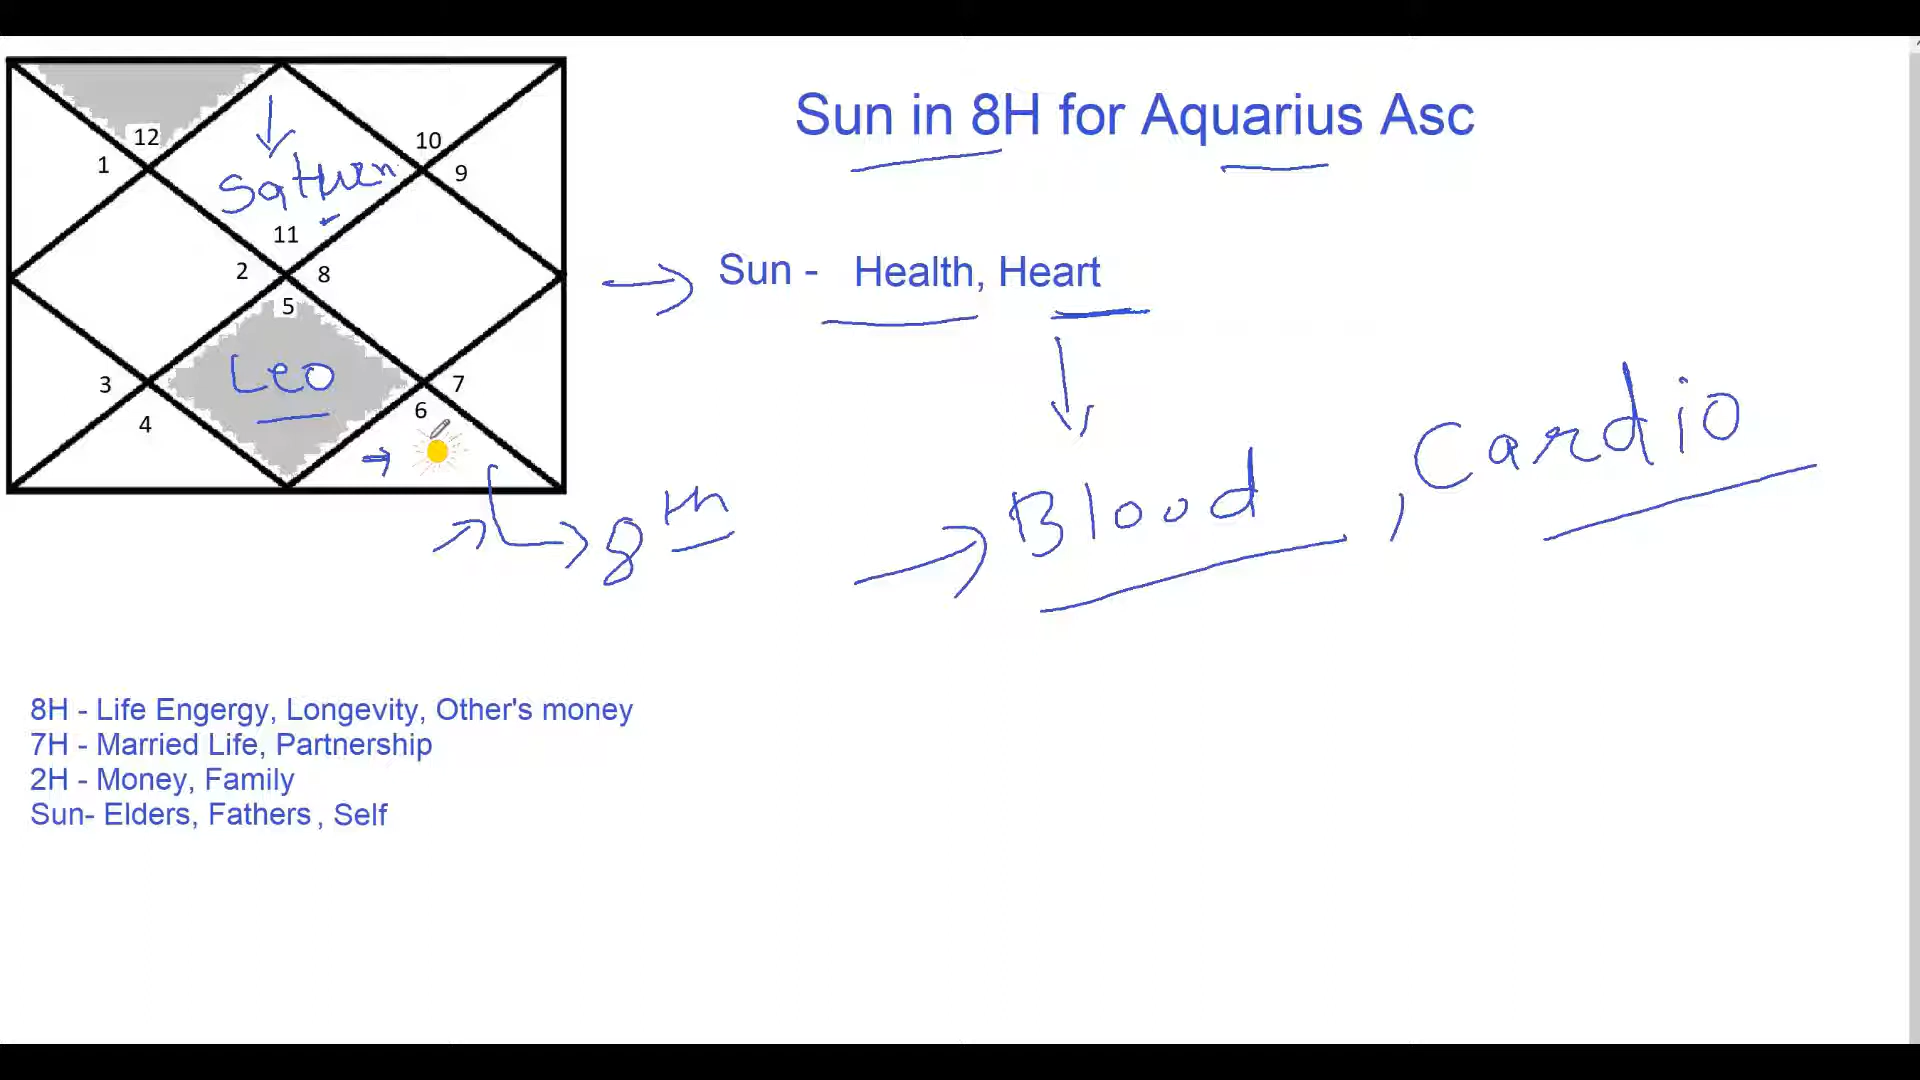 Sun in 8H for Aquarius Asc
12
10
1
9
Saturn
11
2
8
Sun - Health, Heart
5
Leo
3
7
6
4
Cardio
8th
Blood ,
8H - Life Engergy, Longevity, Other's money
7H - Married Life, Partnership
2H - Money, Family
Sun- Elders, Fathers , Self